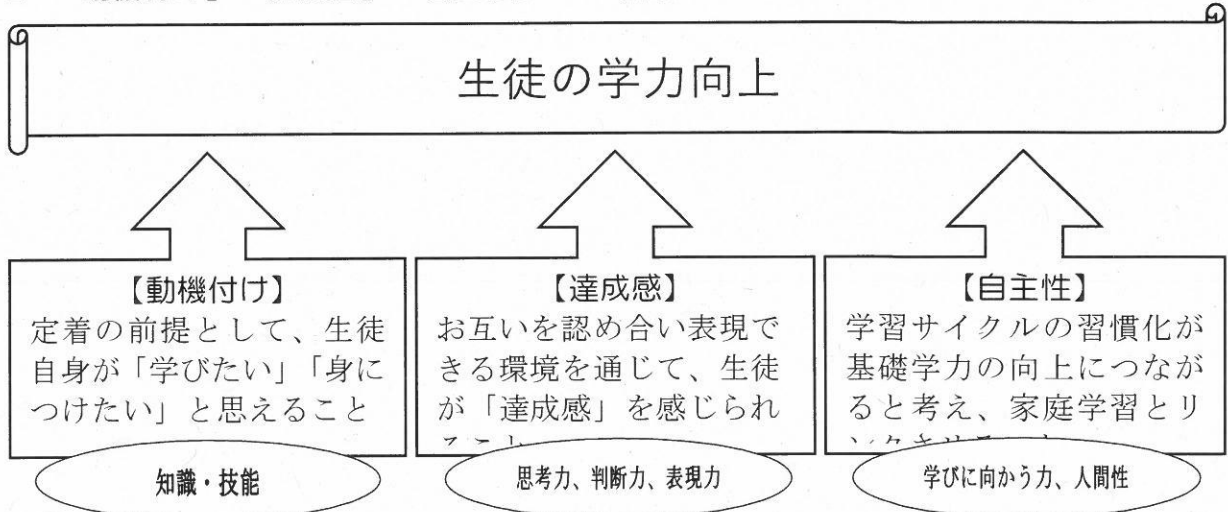 生徒の学力向上
【動機付け】
定着の前提として、生徒
自身が「学びたい」「身に
つけたい」と思えること
知識・技能
【達成感】
お互いを認め合い表現で
きる環境を通じて、生徒
が「達成感」を感じられ
思考力、判断力、表現力
【自主性】
学習サイクルの習慣化が
基礎学力の向上につなが
ると考え、家庭学習とリ
学びに向かう力、人間性